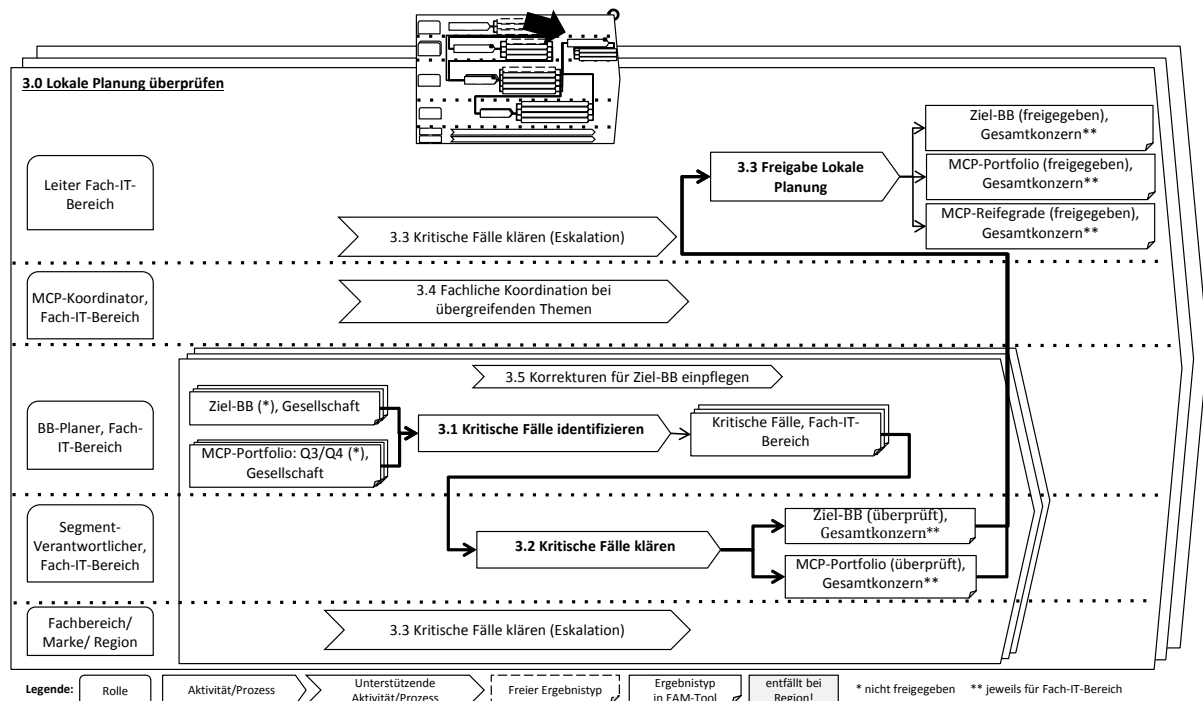 3.0 Lokale Planung überprüfen
Leiter Fach-IT-
Bereich
3.3 Kritische Fälle klären (Eskalation)
3.3 Freigabe Lokale
Planung
Ziel-BB (freigegeben),
Gesamtkonzern**
MCP-Portfolio (freigegeben),
Gesamtkonzern**
MCP-Reifegrade (freigegeben),
Gesamtkonzern**
MCP-Koordinator,
Fach-IT-Bereich
3.4 Fachliche Koordination bei
übergreifenden Themen
BB-Planer, Fach-
IT-Bereich
3.5 Korrekturen für Ziel-BB einpflegen
Ziel-BB (*), Gesellschaft
MCP-Portfolio: Q3/Q4 (*),
Gesellschaft
3.1 Kritische Fälle identifizieren
Kritische Fälle, Fach-IT-
Bereich
Segment-
Verantwortlicher,
Fach-IT-Bereich
3.2 Kritische Fälle klären
Ziel-BB (überprüft),
Gesamtkonzern**
MCP-Portfolio (überprüft),
Gesamtkonzern**
Fachbereich/
Marke/ Region
3.3 Kritische Fälle klären (Eskalation)
Legende:
Rolle
Aktivität/Prozess
Unterstützende
Aktivität/Prozess
Freier Ergebnistyp
Ergebnistyp
in EAM-Tool
entfällt bei
Region!
* nicht freigegeben ** jeweils für Fach-IT-Bereich